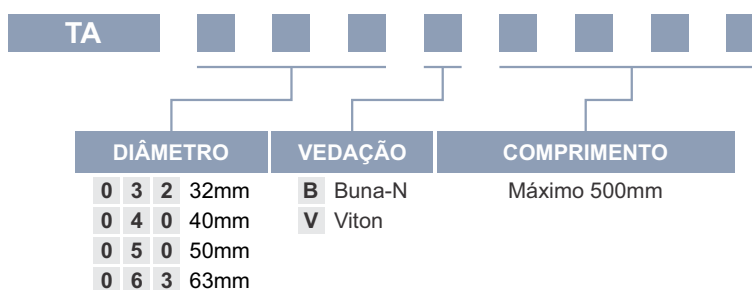 TA
DIÂMETRO VEDAÇÃO COMPRIMENTO
0 3 2 32mm B Buna-N Máximo 500mm
0 4 0 40mm V Viton
0 5 0 50mm
0 6 3 63mm